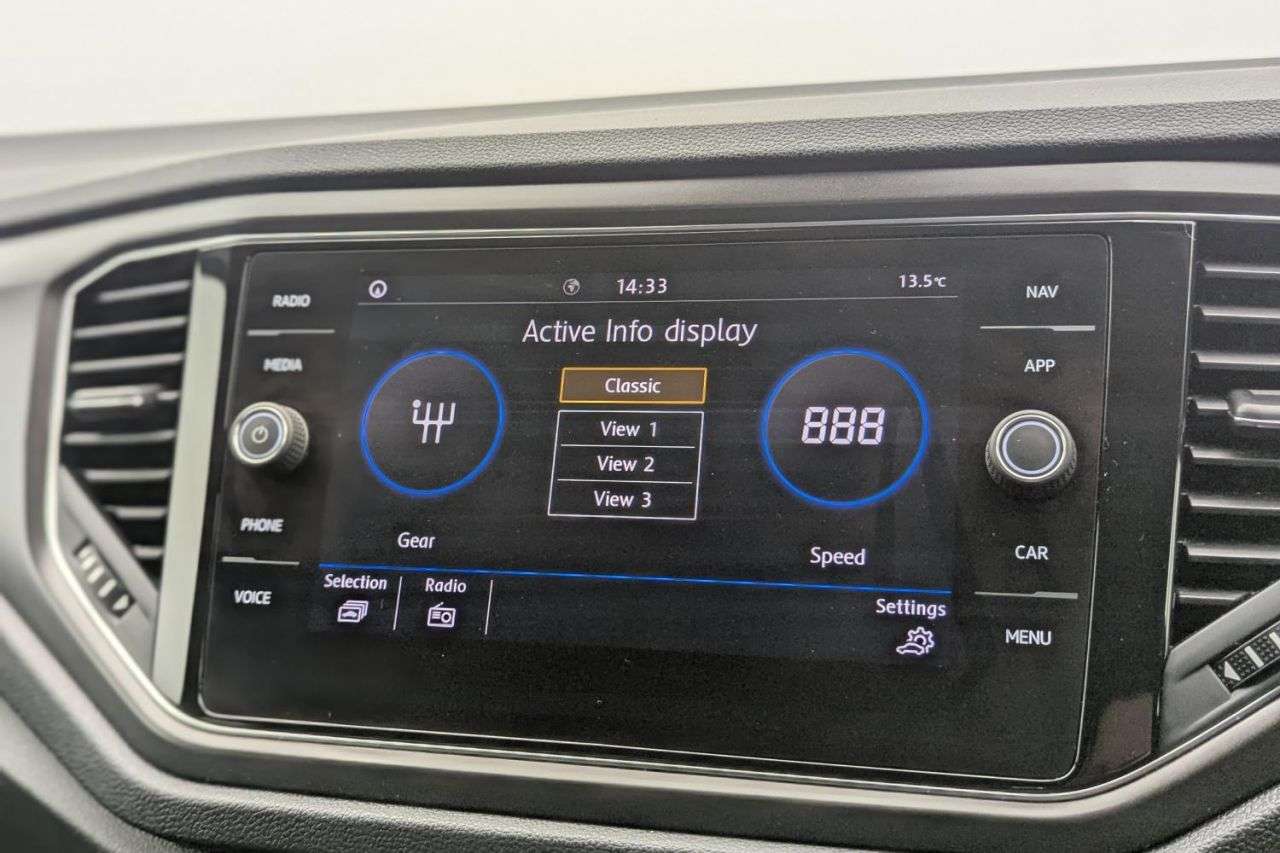 RADIO
MEDIA
PHONE
VOICE
14:33
13.5°C
Active Info display
Classic
View 1
View 2
View 3
888
Gear
Speed
Selection
Radio
Settings
NAV
APP
CAR
MENU